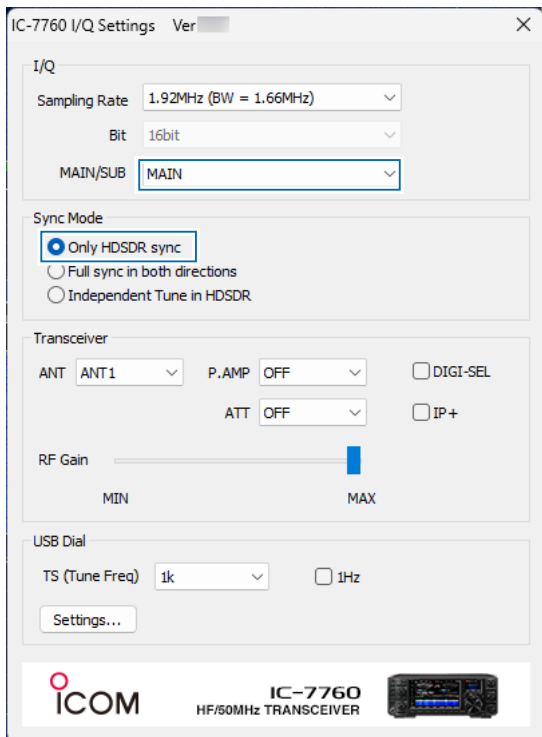 IC-7760 I/Q Settings Ver
I/Q
Sampling Rate 1.92MHz (BW = 1.66MHz)
Bit 16bit
MAIN/SUB MAIN
Sync Mode
Only HDSDR sync
Full sync in both directions
Independent Tune in HDSDR
Transceiver
ANT ANT1 P.AMP OFF DIGI-SEL
ATT OFF IP+
RF Gain
MIN MAX
USB Dial
TS (Tune Freq) 1k 1Hz
Settings...
ICOM IC-7760
HF/50MHz TRANSCEIVER